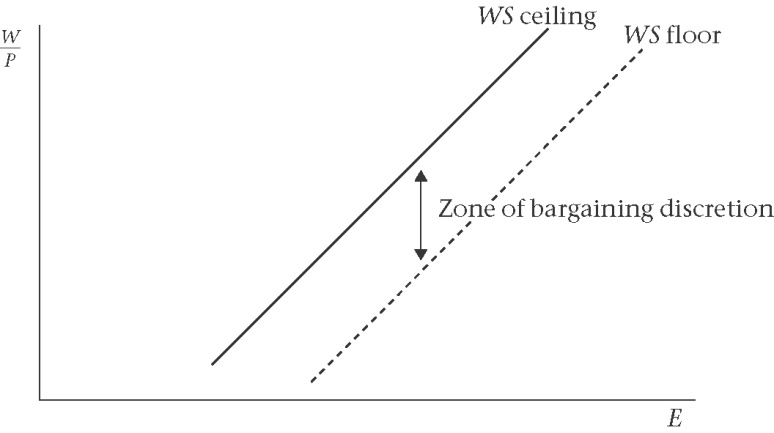 WS ceiling
WS floor
W
P
Zone of bargaining discretion
E